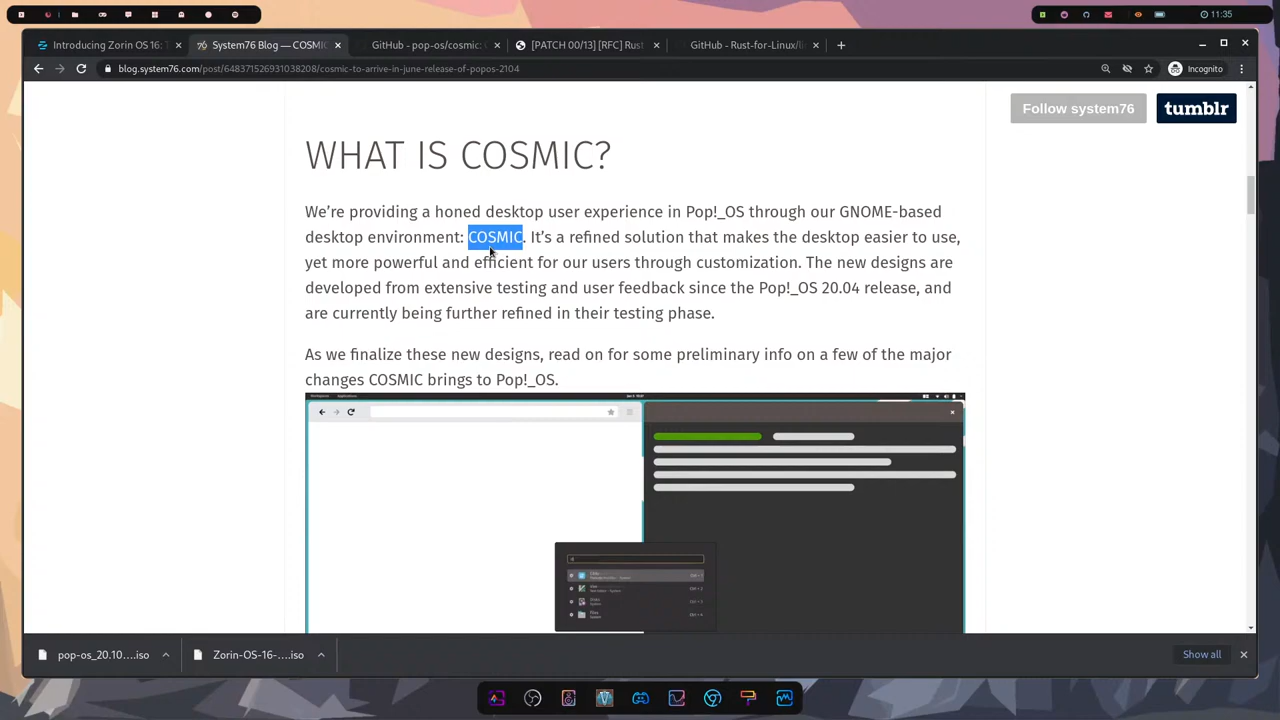 11:35
Introducing Zorin OS 16: T
System76 Blog — COSMIC
GitHub - pop-os/cosmic: C
[PATCH 00/13] [RFC] Rust
GitHub - Rust-for-Linux/li
blog.system76.com/post/648371526931038208/cosmic-to-arrive-in-june-release-of-popos-2104
Incognito
Follow system76
tumblr
WHAT IS COSMIC?
We’re providing a honed desktop user experience in Pop!_OS through our GNOME-based
desktop environment: COSMIC. It’s a refined solution that makes the desktop easier to use,
yet more powerful and efficient for our users through customization. The new designs are
developed from extensive testing and user feedback since the Pop!_OS 20.04 release, and
are currently being further refined in their testing phase.
As we finalize these new designs, read on for some preliminary info on a few of the major
changes COSMIC brings to Pop!_OS.
pop-os_20.10....iso
Zorin-OS-16-....iso
Show all